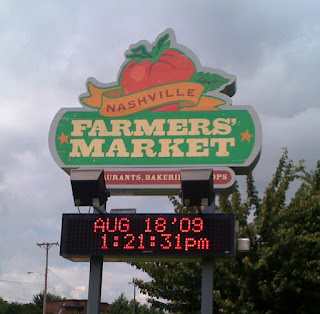 NASHVILLE
FARMERS'
MARKET
AUG 18 '09
1:21:31pm